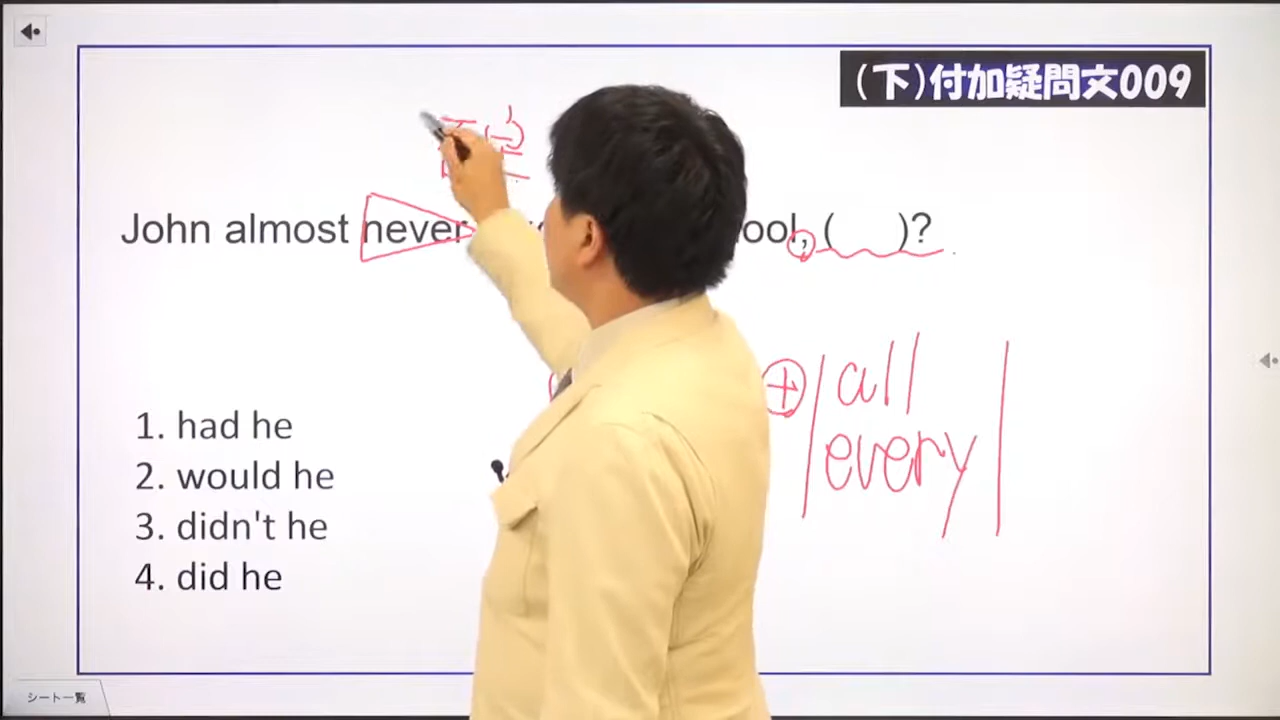 (下)付加疑問文009
John almost never ool, ( )?
all
every
1. had he
2. would he
3. didn't he
4. did he
シート一覧